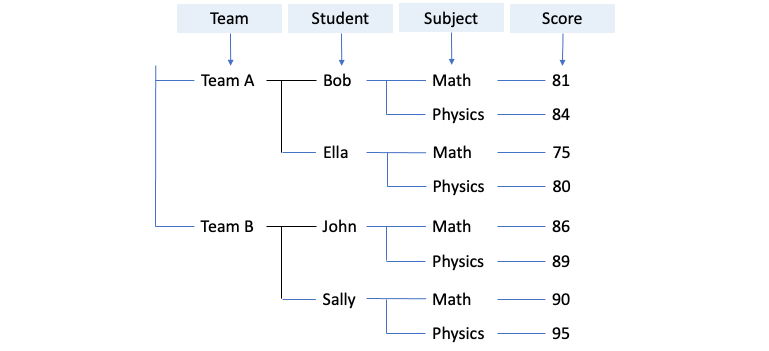 Team Student Subject Score
Team A Bob Math 81
Physics 84
Ella Math 75
Physics 80
Team B John Math 86
Physics 89
Sally Math 90
Physics 95